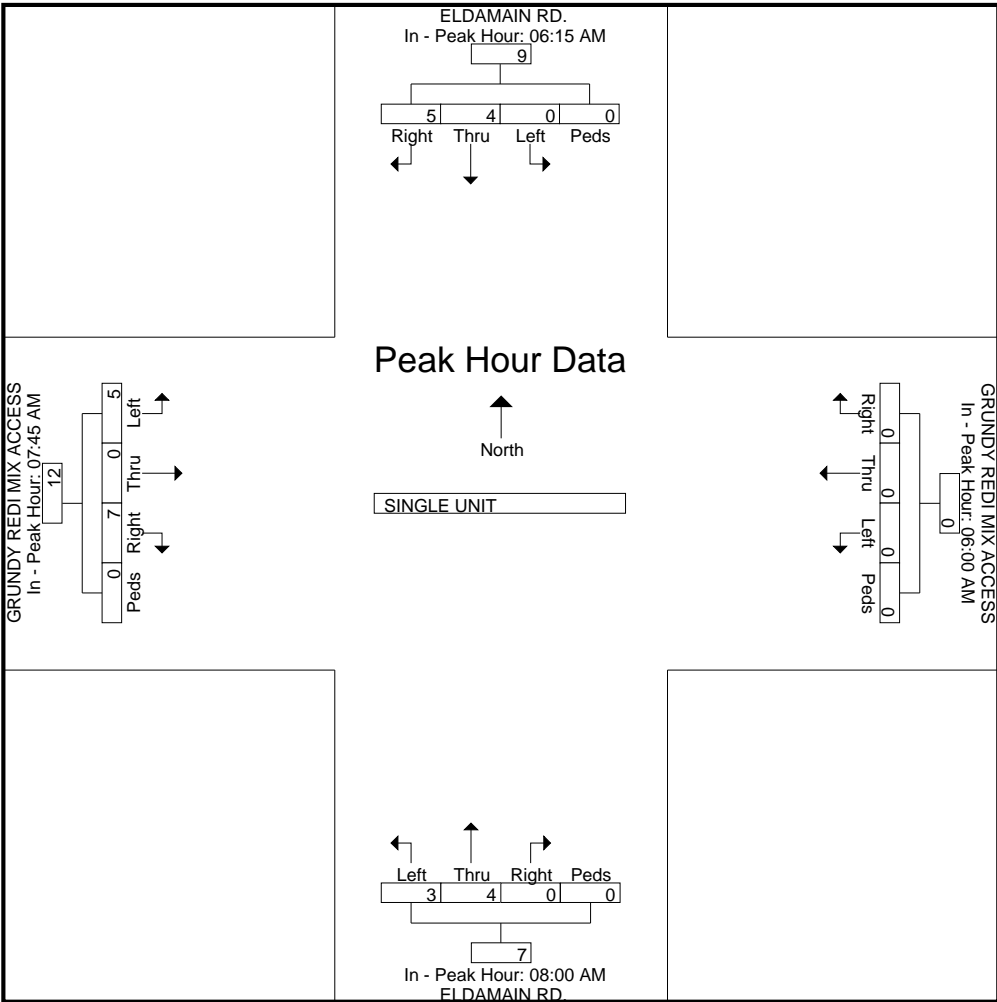 ELDAMAIN RD.
In - Peak Hour: 06:15 AM
9
5 4 0 0
Right Thru Left Peds
Peak Hour Data
North
SINGLE UNIT
GRUNDY REDI MIX ACCESS
In - Peak Hour: 07:45 AM
12
5 0 7 0
Left Thru Right Peds
GRUNDY REDI MIX ACCESS
In - Peak Hour: 06:00 AM
0
0 0 0 0
Right Thru Left Peds
Left Thru Right Peds
3 4 0 0
7
In - Peak Hour: 08:00 AM
ELDAMAIN RD.